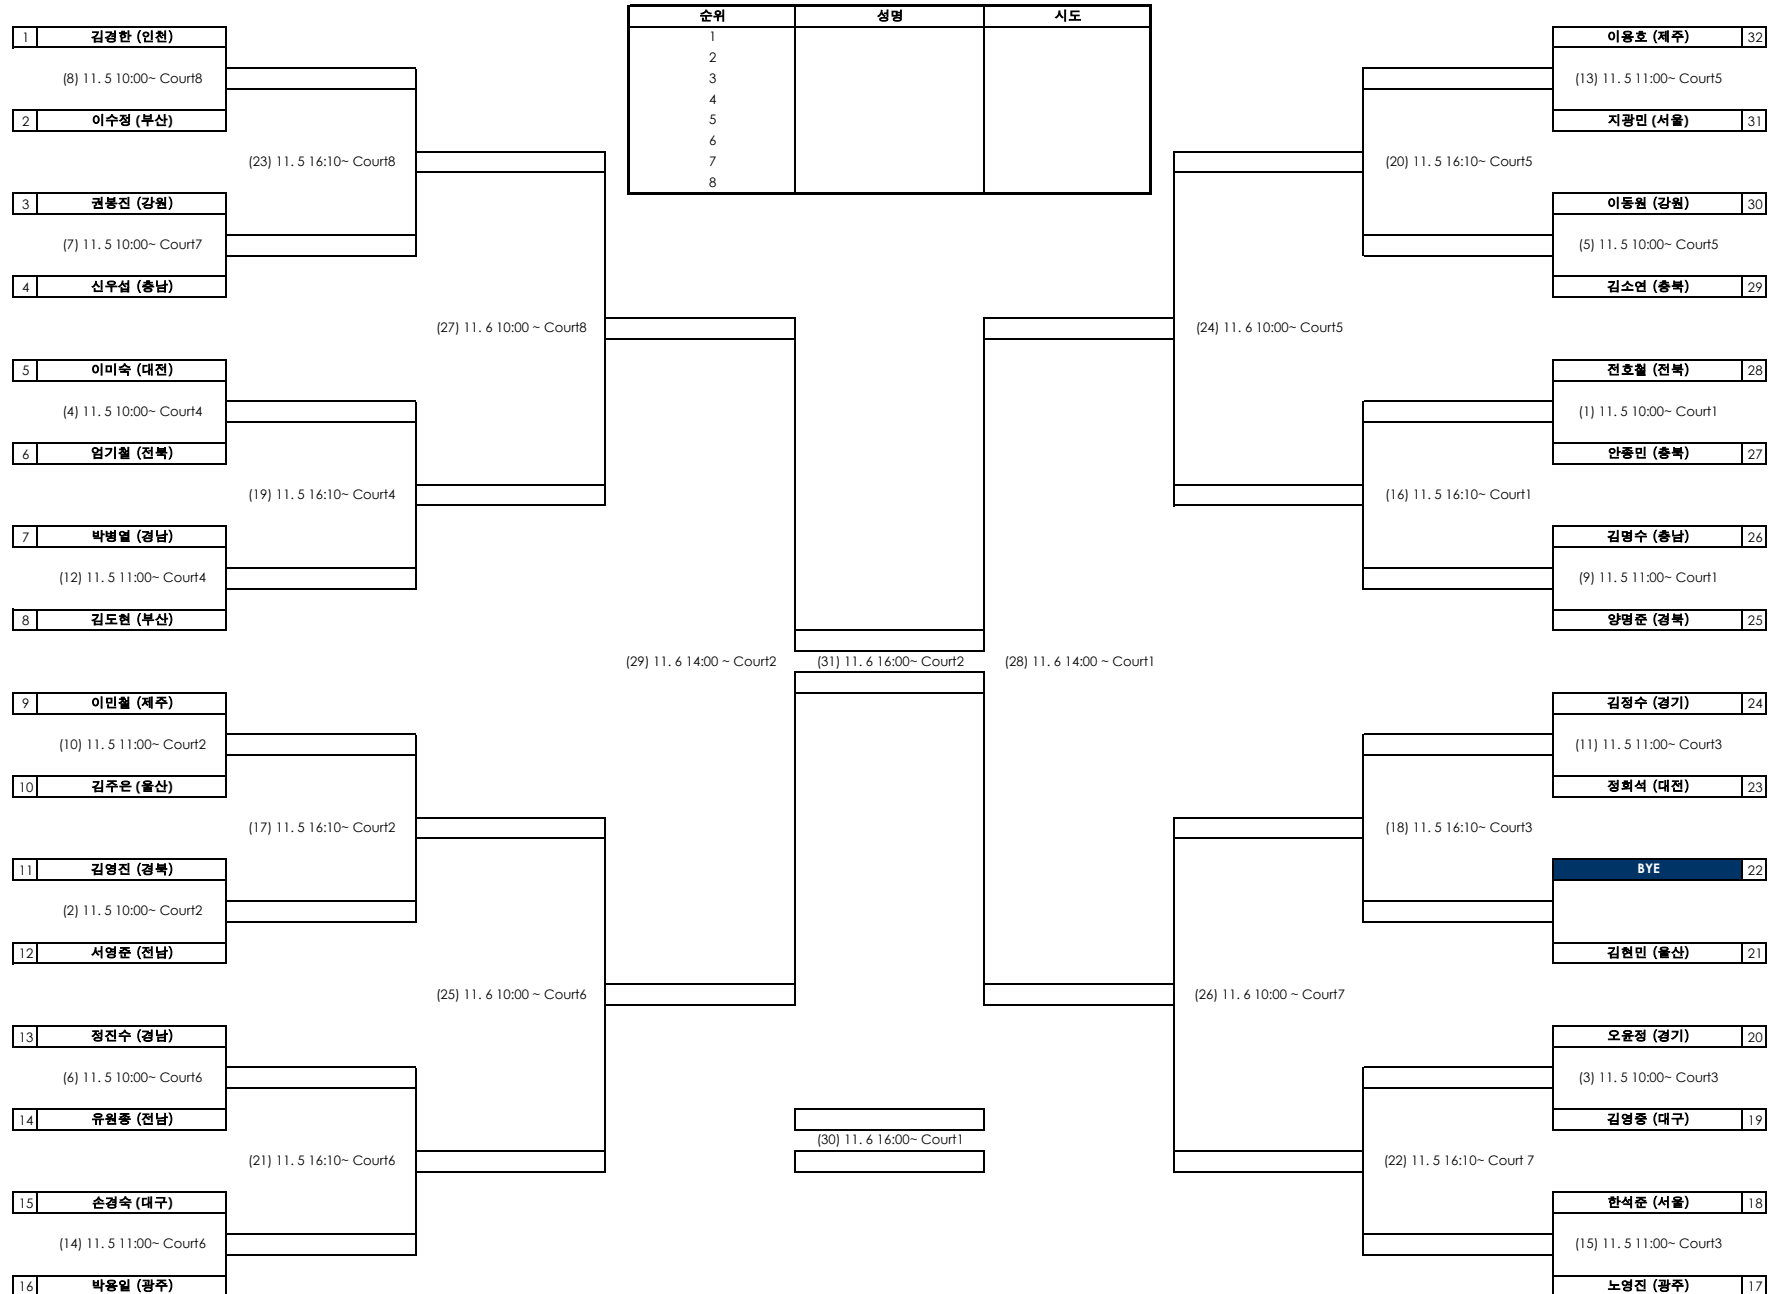 순위 성명 시도
1 김경한 (인천) 1 이용호 (제주) 32
2
(8) 11. 5 10:00~ Court8 3 (13) 11. 5 11:00~ Court5
4
2 이수정 (부산) 5 지광민 (서울) 31
6
(23) 11. 5 16:10~ Court8 7 (20) 11. 5 16:10~ Court5
8
3 권봉진 (강원) 이동원 (강원) 30
(7) 11. 5 10:00~ Court7 (5) 11. 5 10:00~ Court5
4 신우섭 (충남) 김소연 (충북) 29
(27) 11. 6 10:00 ~ Court8 (24) 11. 6 10:00~ Court5
5 이미숙 (대전) 전호철 (전북) 28
(4) 11. 5 10:00~ Court4 (1) 11. 5 10:00~ Court1
6 엄기철 (전북) 안종민 (충북) 27
(19) 11. 5 16:10~ Court4 (16) 11. 5 16:10~ Court1
7 박병열 (경남) 김명수 (충남) 26
(12) 11. 5 11:00~ Court4 (9) 11. 5 11:00~ Court1
8 김도현 (부산) 양명준 (경북) 25
(29) 11. 6 14:00 ~ Court2 (31) 11. 6 16:00~ Court2 (28) 11. 6 14:00 ~ Court1
9 이민철 (제주) 김정수 (경기) 24
(10) 11. 5 11:00~ Court2 (11) 11. 5 11:00~ Court3
10 김주은 (울산) 정희석 (대전) 23
(17) 11. 5 16:10~ Court2 (18) 11. 5 16:10~ Court3
11 김영진 (경북) BYE 22
(2) 11. 5 10:00~ Court2
12 서영준 (전남) 김현민 (울산) 21
(25) 11. 6 10:00 ~ Court6 (26) 11. 6 10:00 ~ Court7
13 정진수 (경남) 오윤정 (경기) 20
(6) 11. 5 10:00~ Court6 (3) 11. 5 10:00~ Court3
14 유원종 (전남) 김영중 (대구) 19
(30) 11. 6 16:00~ Court1
(21) 11. 5 16:10~ Court6 (22) 11. 5 16:10~ Court 7
15 손경숙 (대구) 한석준 (서울) 18
(14) 11. 5 11:00~ Court6 (15) 11. 5 11:00~ Court3
16 박용일 (광주) 노영진 (광주) 17